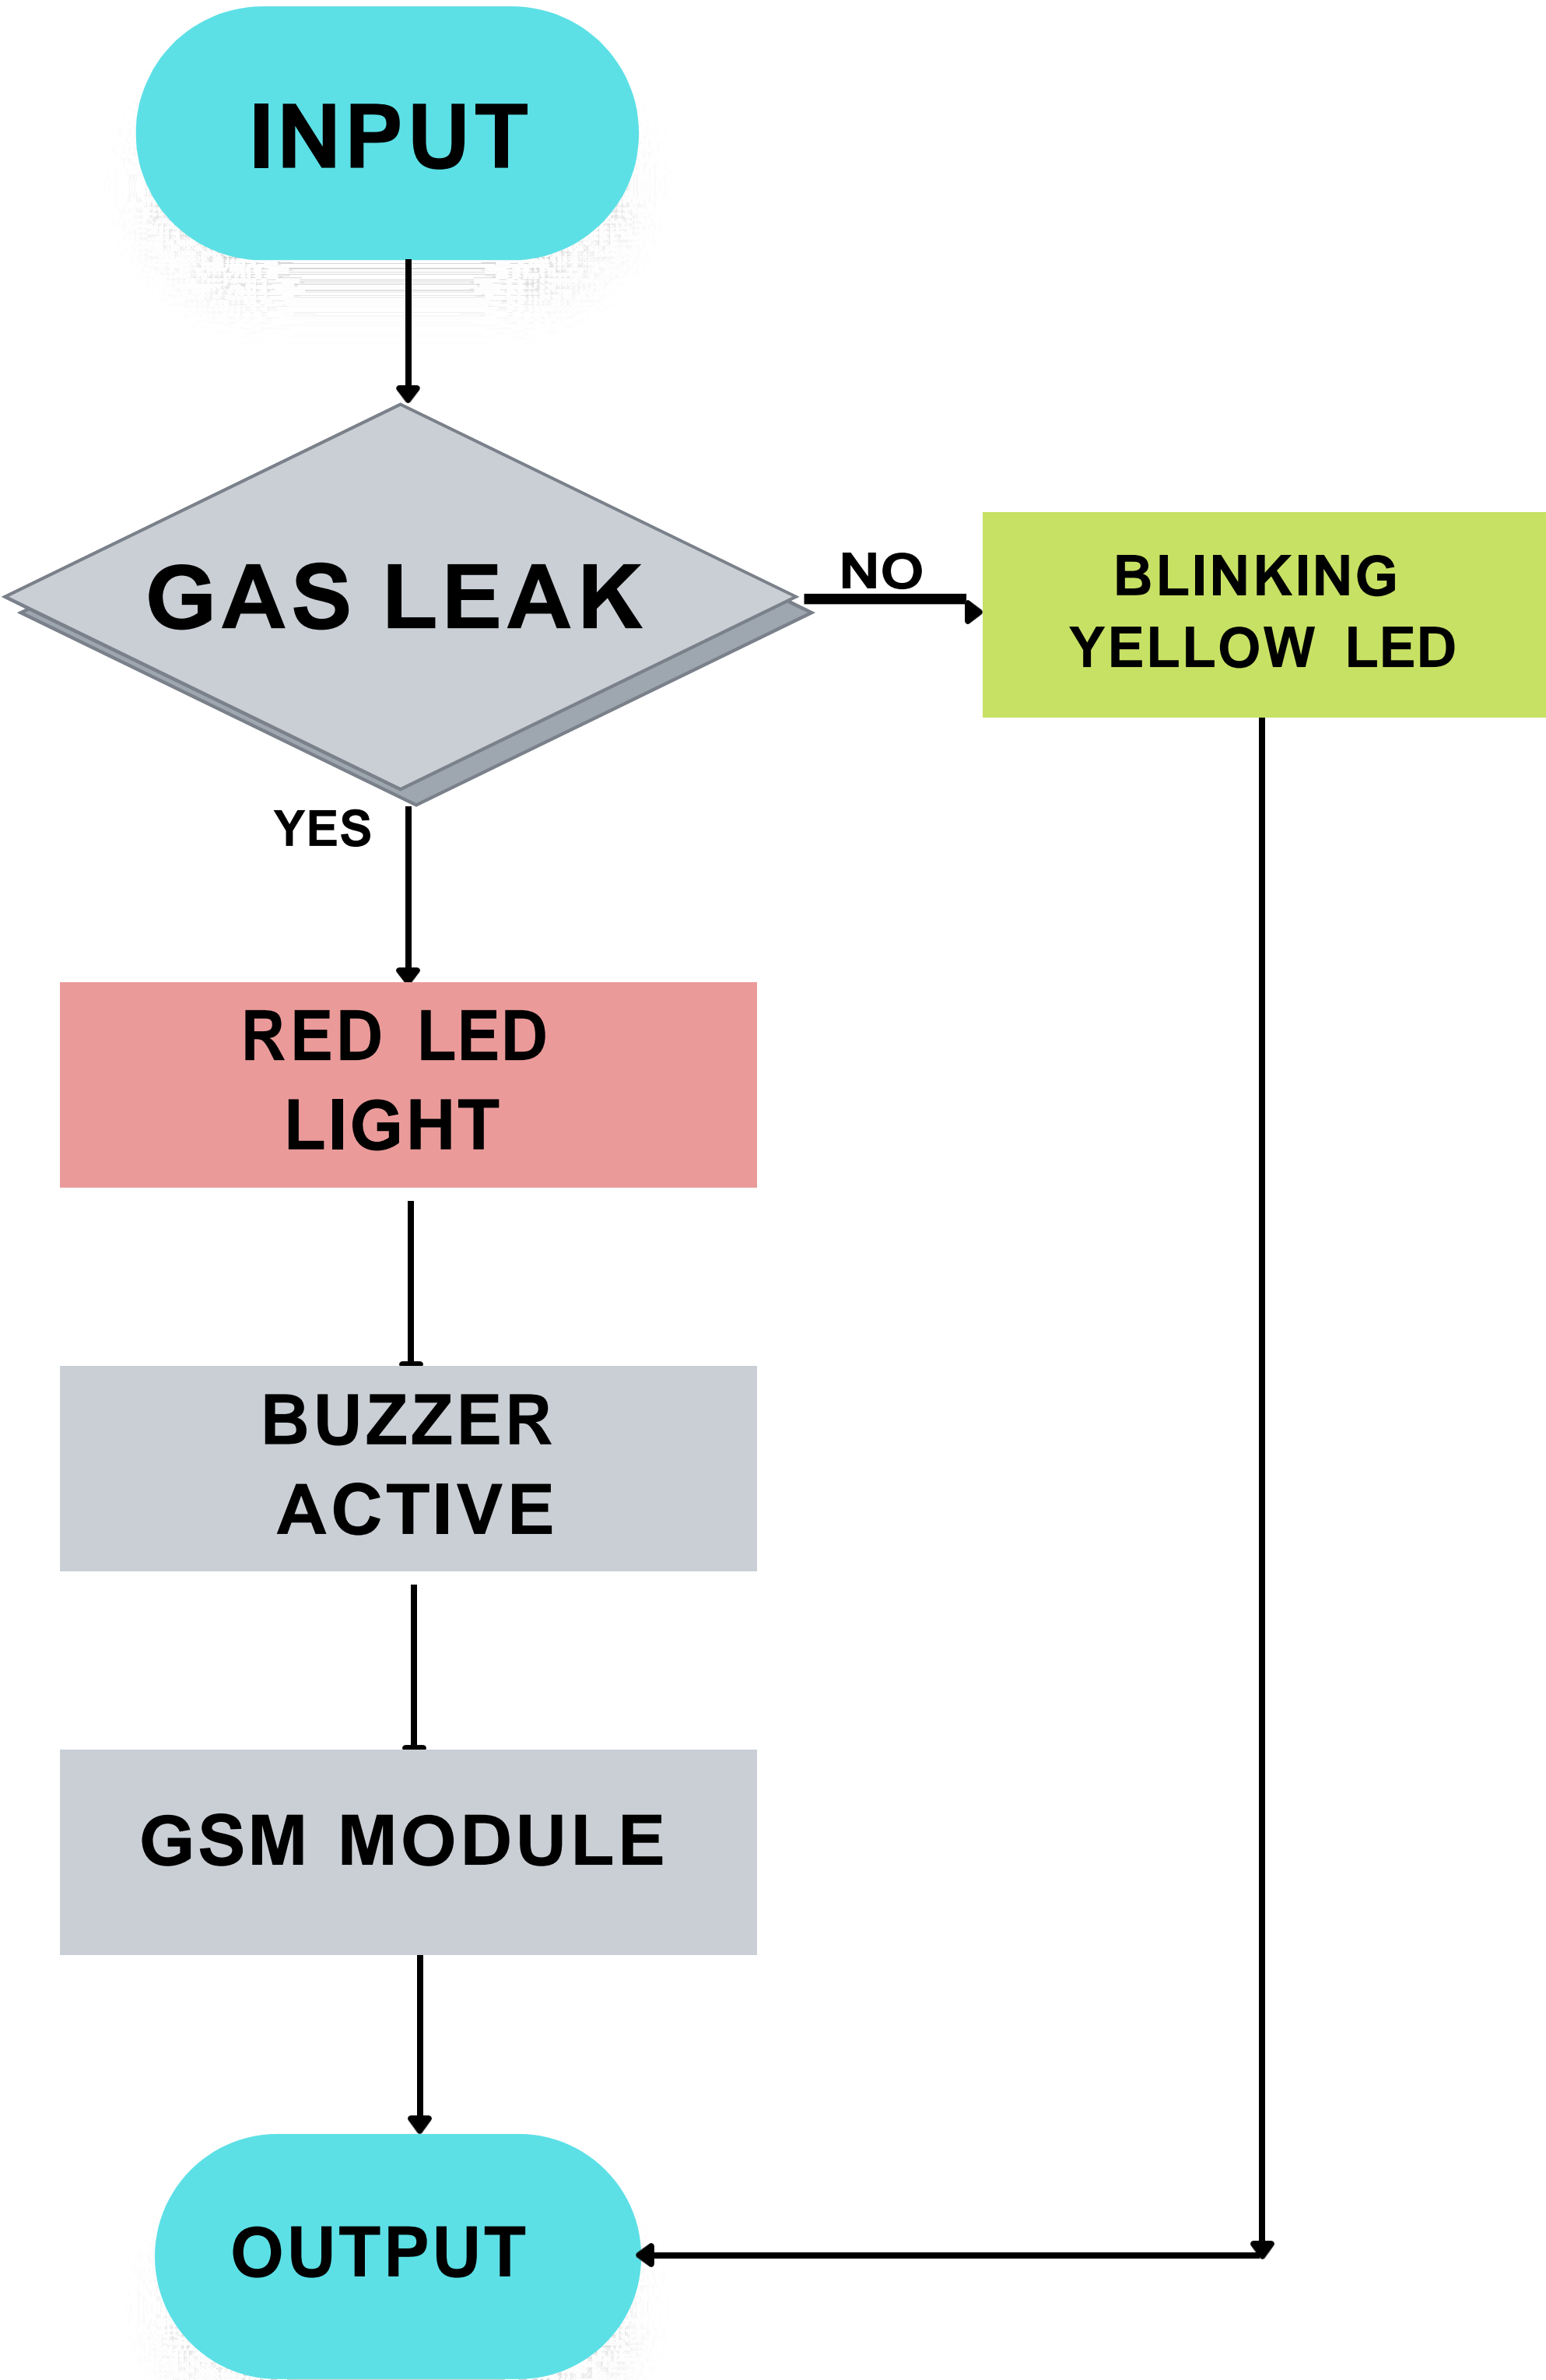 INPUT
GAS LEAK
NO
BLINKING
YELLOW LED
YES
RED LED
LIGHT
BUZZER
ACTIVE
GSM MODULE
OUTPUT